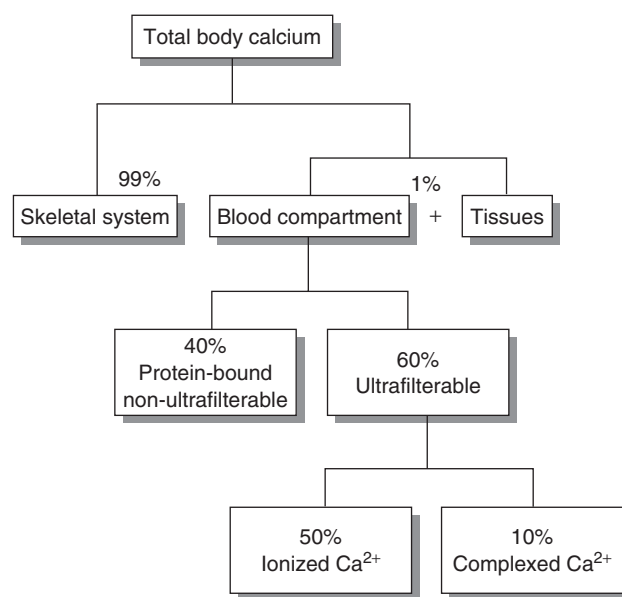 Total body calcium
99%
1%
Skeletal system
Blood compartment
+
Tissues
40%
Protein-bound
non-ultrafilterable
60%
Ultrafilterable
50%
Ionized Ca²⁺
10%
Complexed Ca²⁺